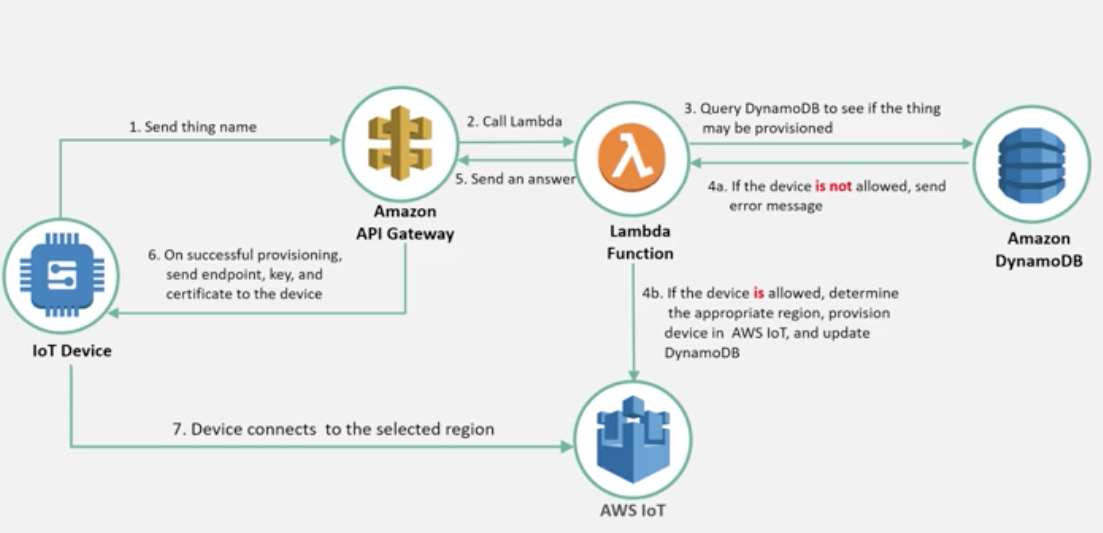 1. Send thing name
2. Call Lambda
3. Query DynamoDB to see if the thing
may be provisioned
5. Send an answer
4a. If the device is not allowed, send
error message
Amazon
API Gateway
Lambda
Function
Amazon
DynamoDB
6. On successful provisioning,
send endpoint, key, and
certificate to the device
4b. If the device is allowed, determine
the appropriate region, provision
device in AWS IoT, and update
DynamoDB
IoT Device
7. Device connects to the selected region
AWS IoT